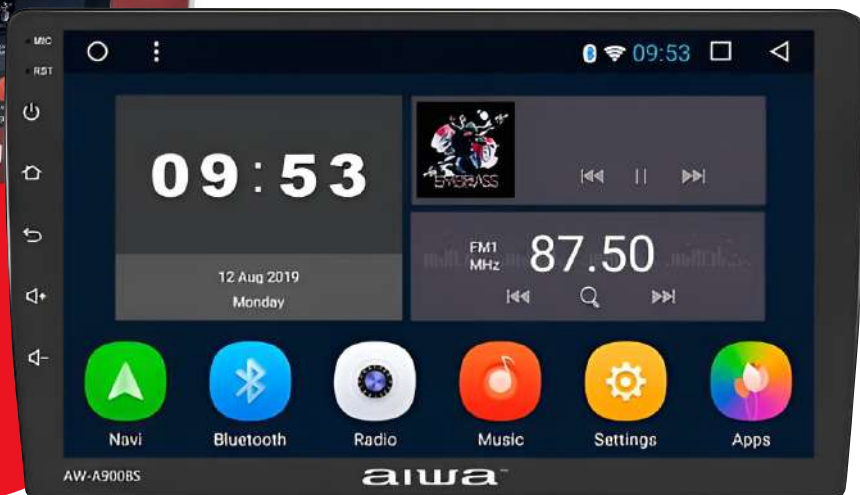 MIC
RST
09:53
09:53
12 Aug 2019
Monday
FM1
MHz
87.50
Navi
Bluetooth
Radio
Music
Settings
Apps
AW-A900BS
aiwa